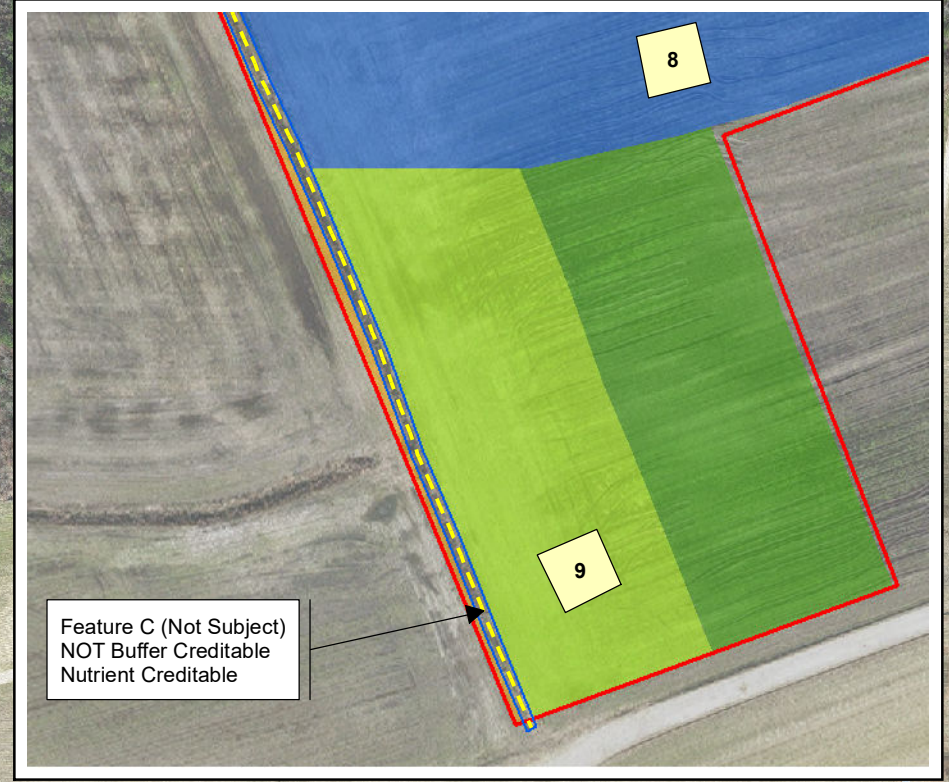 8
9
Feature C (Not Subject)
NOT Buffer Creditable
Nutrient Creditable